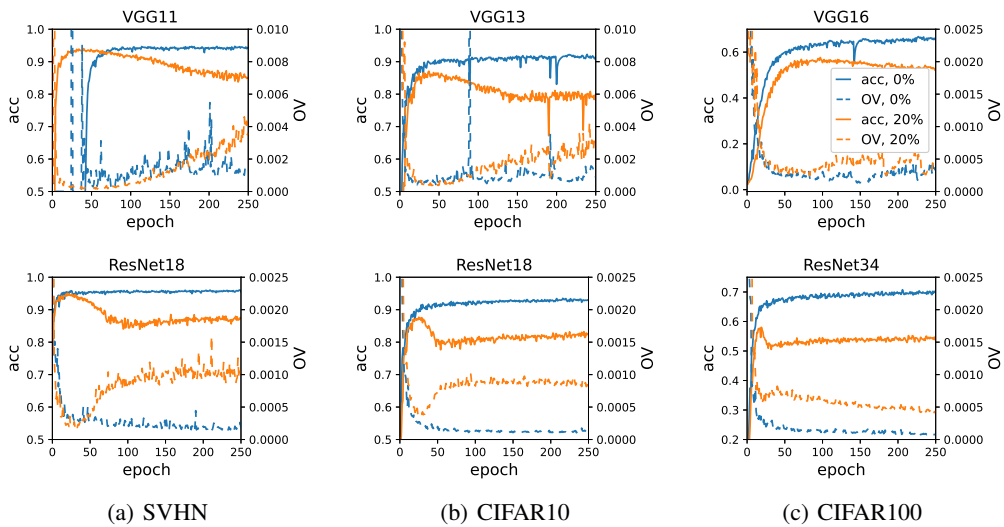 VGG11
VGG13
VGG16
1.0
0.9
0.8
0.7
0.6
0.5
acc
0.010
0.008
0.006
0.004
0.002
0.000
OV
0 50 100 150 200 250
epoch
1.0
0.9
0.8
0.7
0.6
0.5
acc
0.010
0.008
0.006
0.004
0.002
0.000
OV
0 50 100 150 200 250
epoch
0.6
0.4
0.2
0.0
acc
acc, 0%
OV, 0%
acc, 20%
OV, 20%
0.0025
0.0020
0.0015
0.0010
0.0005
0.0000
OV
0 50 100 150 200 250
epoch
ResNet18
ResNet18
ResNet34
1.0
0.9
0.8
0.7
0.6
0.5
acc
0.0025
0.0020
0.0015
0.0010
0.0005
0.0000
OV
0 50 100 150 200 250
epoch
1.0
0.9
0.8
0.7
0.6
0.5
acc
0.0025
0.0020
0.0015
0.0010
0.0005
0.0000
OV
0 50 100 150 200 250
epoch
0.7
0.6
0.5
0.4
0.3
0.2
acc
0.0025
0.0020
0.0015
0.0010
0.0005
0.0000
OV
0 50 100 150 200 250
epoch
(a) SVHN
(b) CIFAR10
(c) CIFAR100